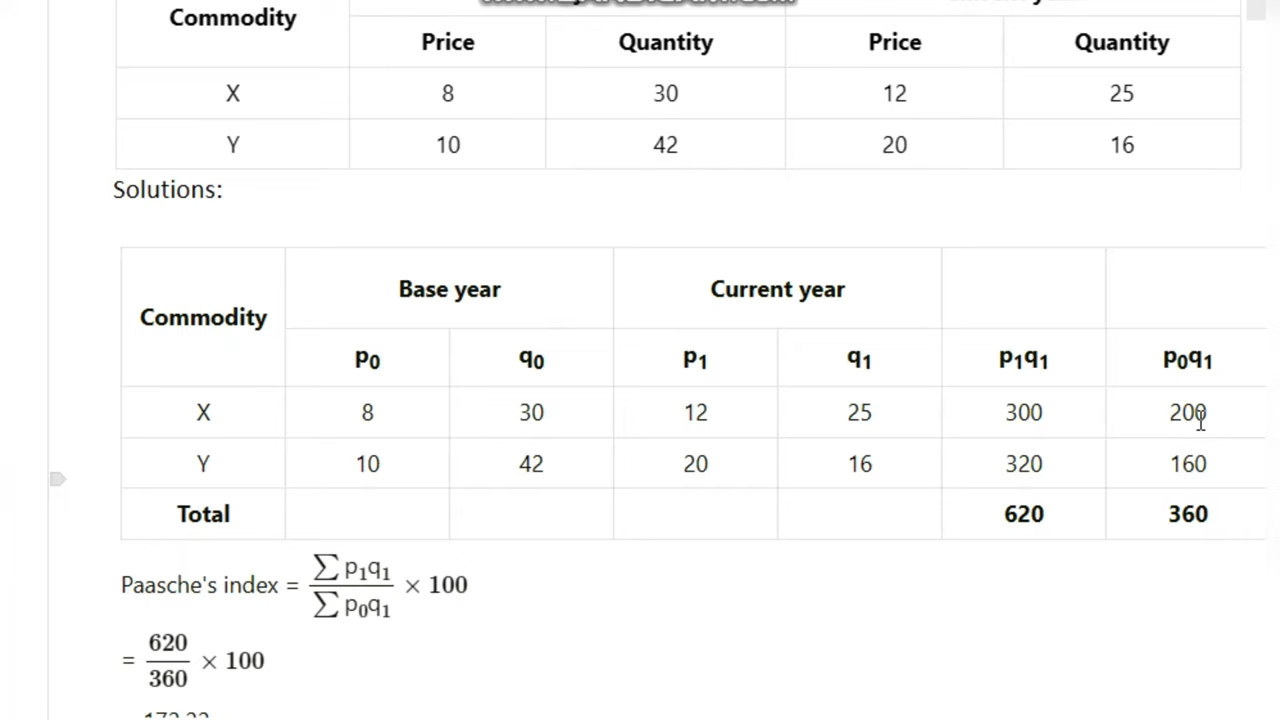 Commodity
Price Quantity Price Quantity
X 8 30 12 25
Y 10 42 20 16
Solutions:
Commodity Base year Current year
p₀ q₀ p₁ q₁ p₁q₁ p₀q₁
X 8 30 12 25 300 200
Y 10 42 20 16 320 160
Total 620 360
Paasche's index = ∑ p₁q₁ / ∑ p₀q₁ × 100
= 620 / 360 × 100